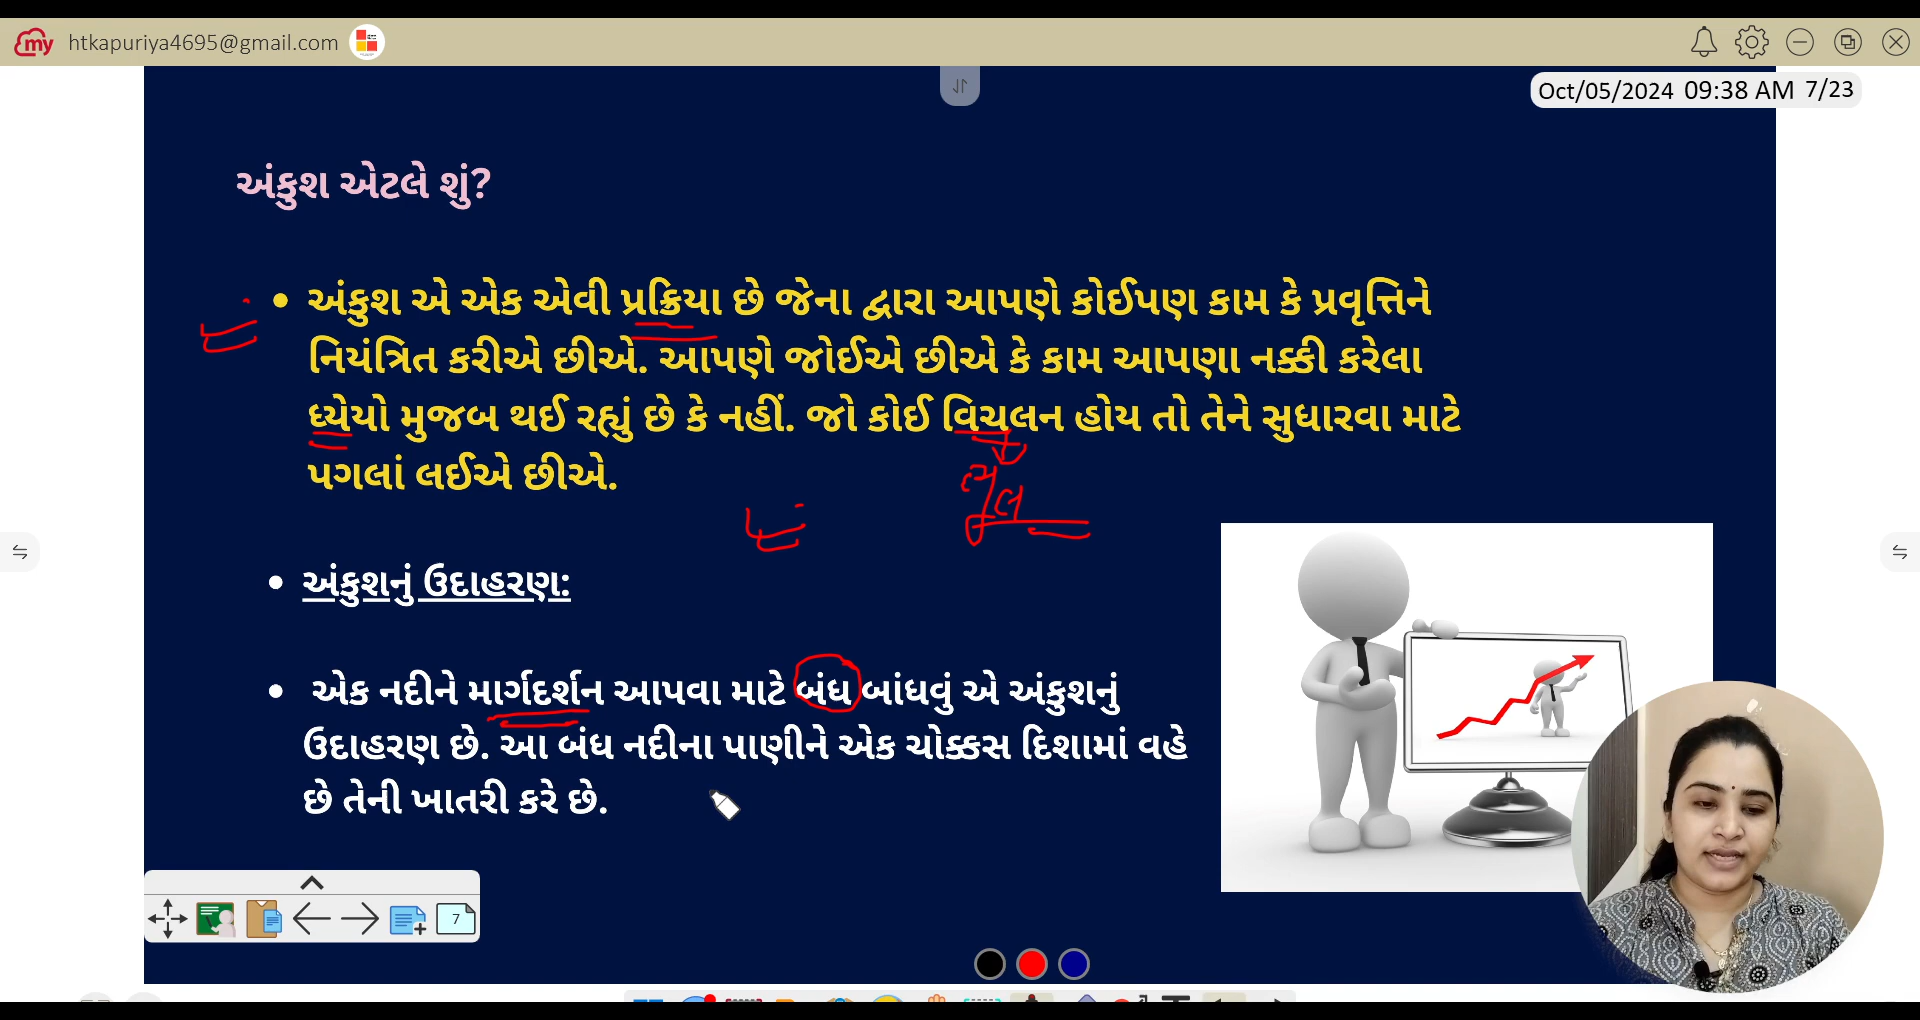 my htkapuriya4695@gmail.com
Oct/05/2024 09:38 AM 7/23
અંકુશ એટલે શું?
• અંકુશ એ એક એવી પ્રક્રિયા છે જેના દ્વારા આપણે કોઈપણ કામ કે પ્રવૃત્તિને
નિયંત્રિત કરીએ છીએ. આપણે જોઈએ છીએ કે કામ આપણા નક્કી કરેલા
ધ્યેયો મુજબ થઈ રહ્યું છે કે નહીં. જો કોઈ વિચલન હોય તો તેને સુધારવા માટે
પગલાં લઈએ છીએ.
• અંકુશનું ઉદાહરણ:
• એક નદીને માર્ગદર્શન આપવા માટે બંધ બાંધવું એ અંકુશનું
ઉદાહરણ છે. આ બંધ નદીના પાણીને એક ચોક્કસ દિશામાં વહે
છે તેની ખાતરી કરે છે.
7